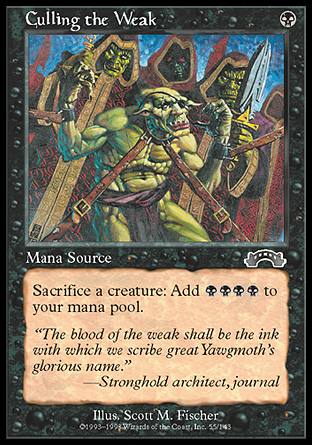 Culling the Weak
Mana Source
Sacrifice a creature: Add to
your mana pool.
“The blood of the weak shall be the ink
with which we scribe great Yawgmoth's
glorious name.”
—Stronghold architect, journal
Illus. Scott M. Fischer
©1993–1998 Wizards of the Coast, Inc. 55/143